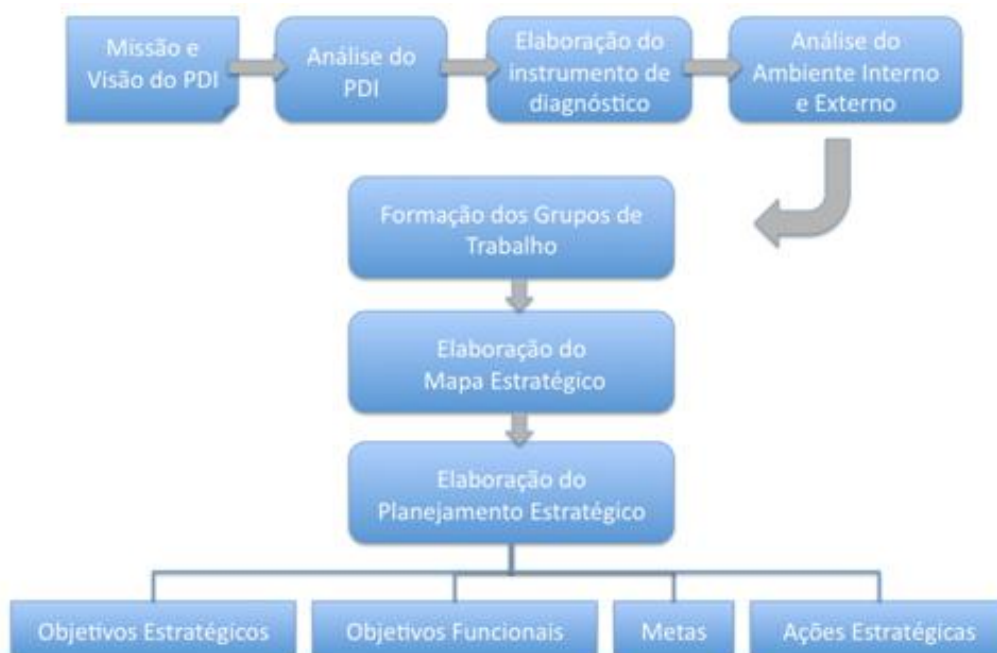 Missão e
Visão do PDI
Análise do
PDI
Elaboração do
instrumento de
diagnóstico
Análise do
Ambiente Interno
e Externo
Formação dos Grupos de
Trabalho
Elaboração do
Mapa Estratégico
Elaboração do
Planejamento Estratégico
Objetivos Estratégicos
Objetivos Funcionais
Metas
Ações Estratégicas